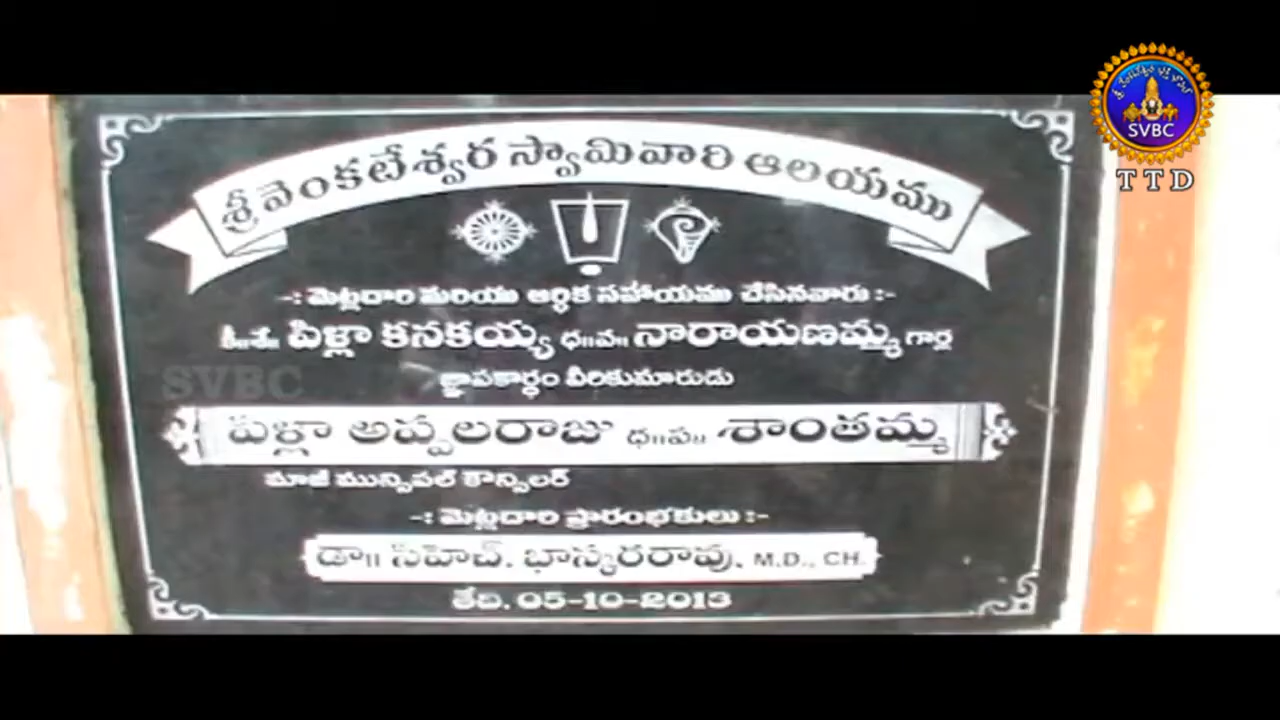 శ్రీ వేంకటేశ్వర స్వామివారి ఆలయము
-: మెట్లదారి మరియు ఆర్థిక సహాయము చేసినవారు :-
కీ॥శే॥ పిళ్లా కనకయ్య ధ॥ప॥ నారాయణమ్మ గార్ల
జ్ఞాపకార్థం వీరికుమారుడు
పిళ్లా అప్పలరాజు ధ॥ప॥ శాంతమ్మ
మాజీ మున్సిపల్ కౌన్సిలర్
-: మెట్లదారి ప్రారంభకులు :-
డా॥ సిహెచ్. భాస్కరరావు, M.D., CH.
తేది. 05-10-2013
SVBC
SVBC
TTD